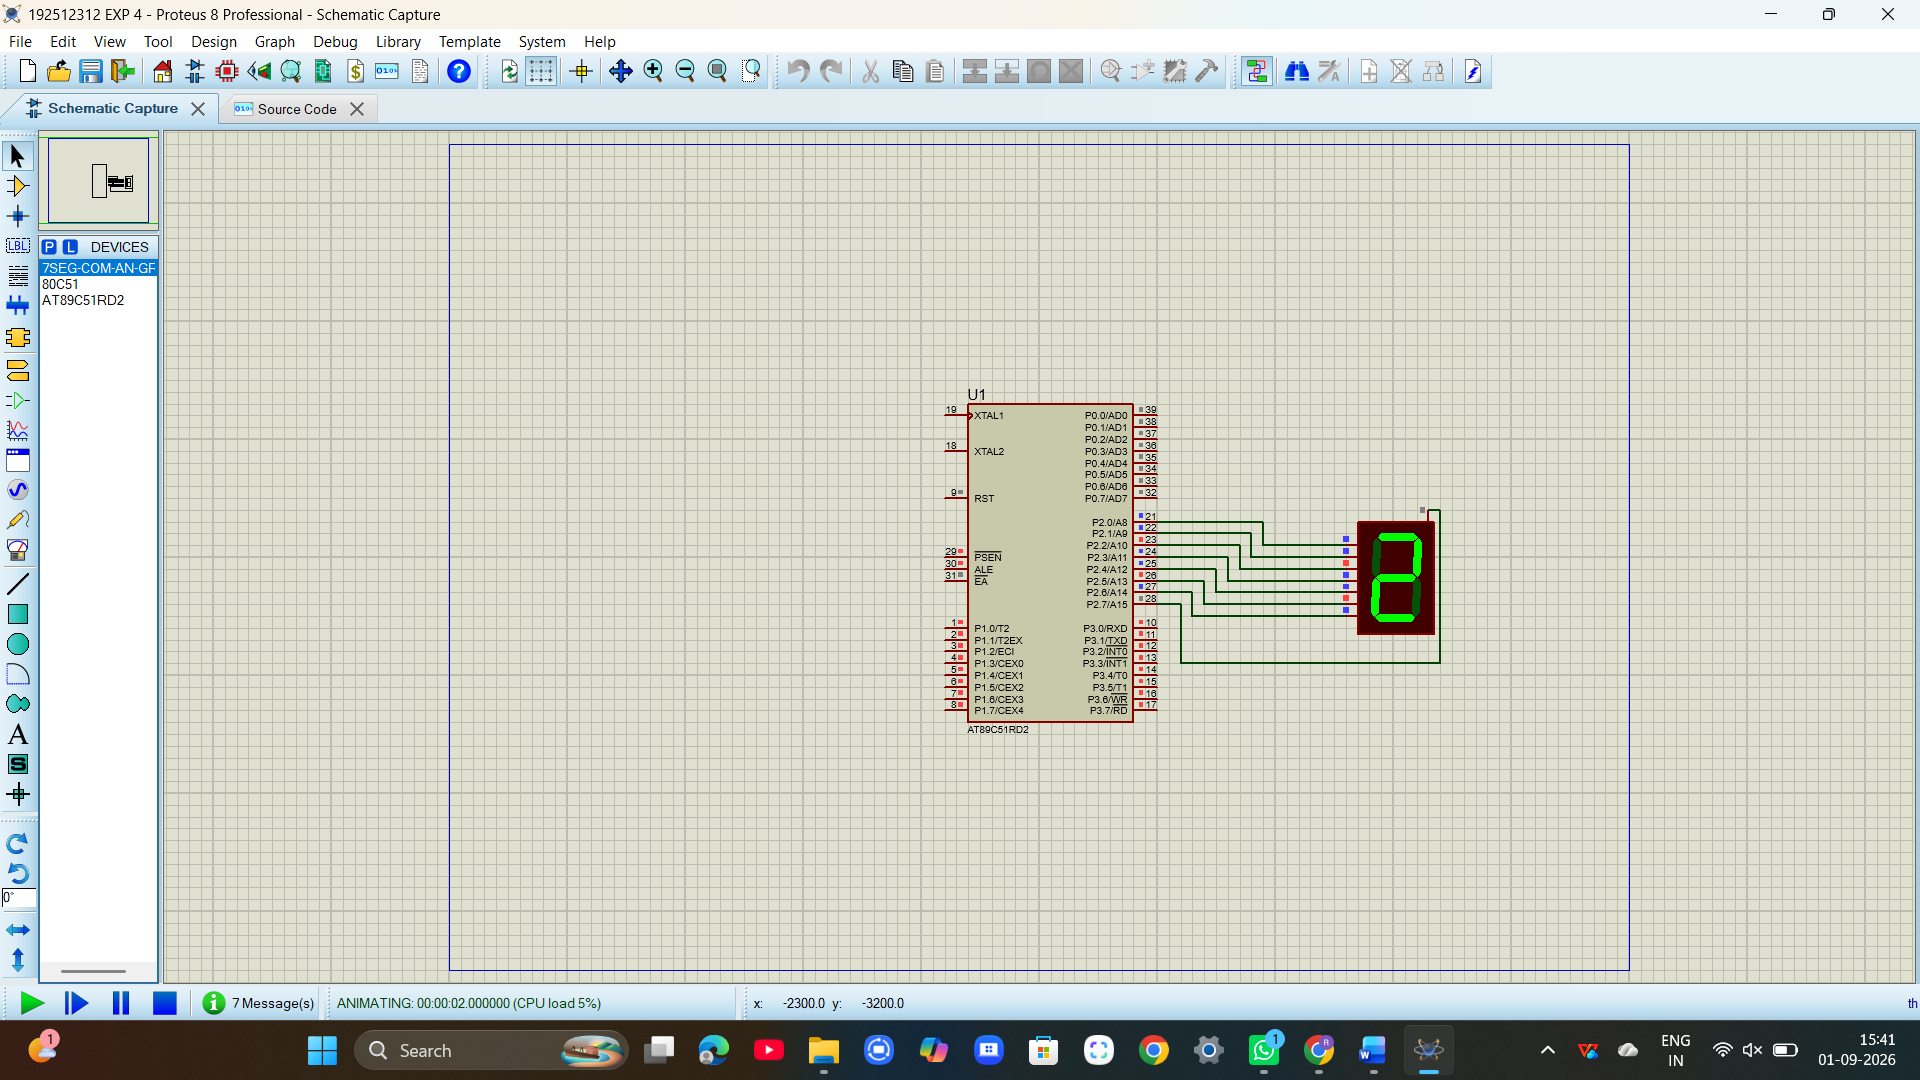 192512312 EXP 4 - Proteus 8 Professional - Schematic Capture
File Edit View Tool Design Graph Debug Library Template System Help
Schematic Capture Source Code
P L DEVICES
7SEG-COM-AN-GF
80C51
AT89C51RD2
LBL
A
S
0°
U1
19 XTAL1
18 XTAL2
9 RST
29 PSEN
30 ALE
31 EA
1 P1.0/T2
2 P1.1/T2EX
3 P1.2/ECI
4 P1.3/CEX0
5 P1.4/CEX1
6 P1.5/CEX2
7 P1.6/CEX3
8 P1.7/CEX4
P0.0/AD0 39
P0.1/AD1 38
P0.2/AD2 37
P0.3/AD3 36
P0.4/AD4 35
P0.5/AD5 34
P0.6/AD6 33
P0.7/AD7 32
P2.0/A8 21
P2.1/A9 22
P2.2/A10 23
P2.3/A11 24
P2.4/A12 25
P2.5/A13 26
P2.6/A14 27
P2.7/A15 28
P3.0/RXD 10
P3.1/TXD 11
P3.2/INT0 12
P3.3/INT1 13
P3.4/T0 14
P3.5/T1 15
P3.6/WR 16
P3.7/RD 17
AT89C51RD2
2
7 Message(s) ANIMATING: 00:00:02.000000 (CPU load 5%) x: -2300.0 y: -3200.0 th
1
Search
1
ENG
IN
15:41
01-09-2026